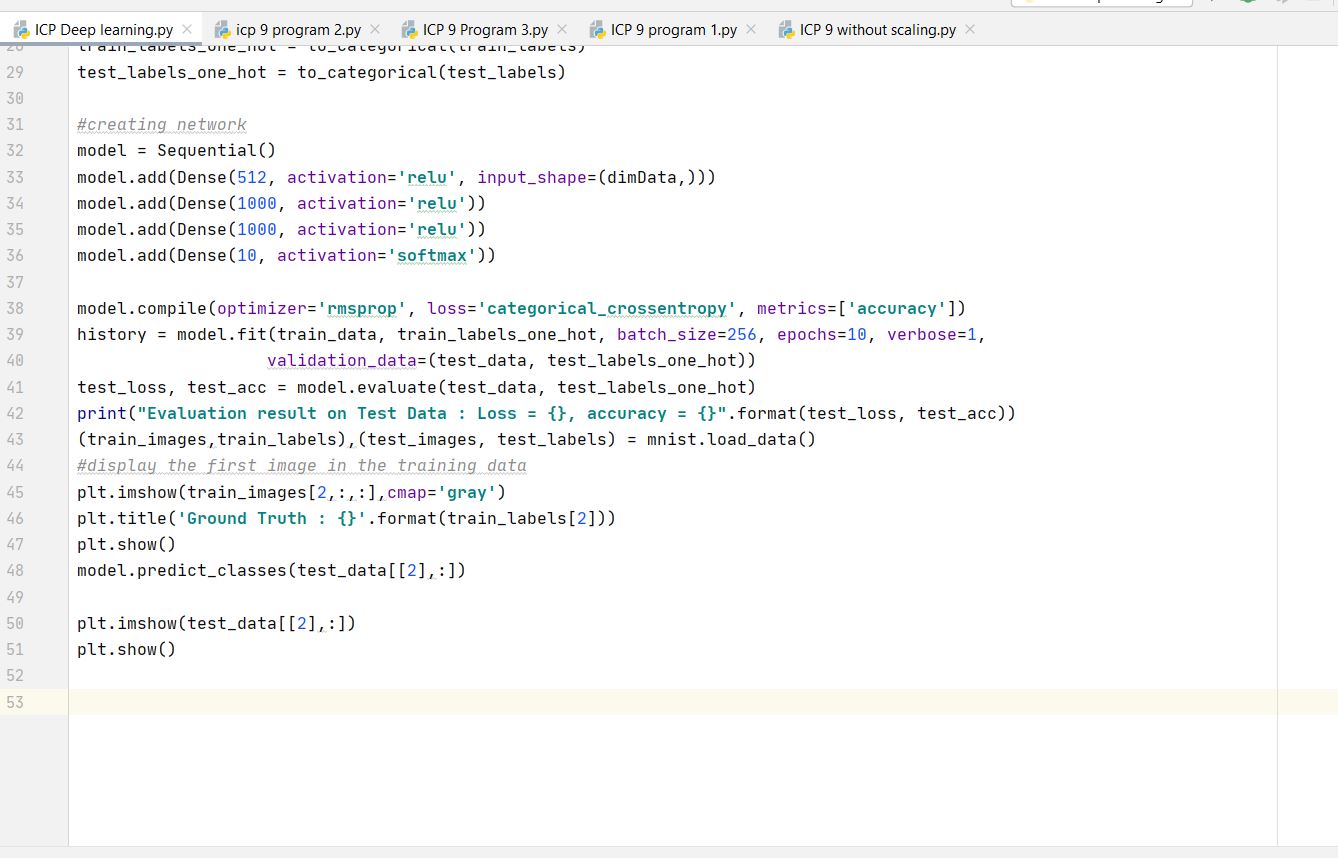 ICP Deep learning.py icp 9 program 2.py ICP 9 Program 3.py ICP 9 program 1.py ICP 9 without scaling.py
28 train_labels_one_hot = to_categorical(train_labels)
29 test_labels_one_hot = to_categorical(test_labels)
30
31 #creating network
32 model = Sequential()
33 model.add(Dense(512, activation='relu', input_shape=(dimData,)))
34 model.add(Dense(1000, activation='relu'))
35 model.add(Dense(1000, activation='relu'))
36 model.add(Dense(10, activation='softmax'))
37
38 model.compile(optimizer='rmsprop', loss='categorical_crossentropy', metrics=['accuracy'])
39 history = model.fit(train_data, train_labels_one_hot, batch_size=256, epochs=10, verbose=1,
40 validation_data=(test_data, test_labels_one_hot))
41 test_loss, test_acc = model.evaluate(test_data, test_labels_one_hot)
42 print("Evaluation result on Test Data : Loss = {}, accuracy = {}".format(test_loss, test_acc))
43 (train_images,train_labels),(test_images, test_labels) = mnist.load_data()
44 #display the first image in the training data
45 plt.imshow(train_images[2,:,:],cmap='gray')
46 plt.title('Ground Truth : {}'.format(train_labels[2]))
47 plt.show()
48 model.predict_classes(test_data[[2],:])
49
50 plt.imshow(test_data[[2],:])
51 plt.show()
52
53